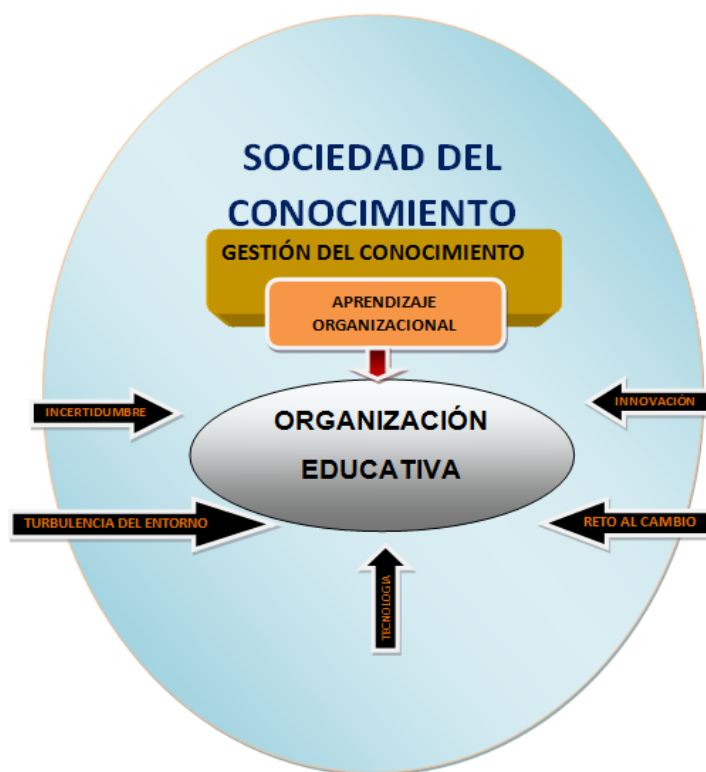 SOCIEDAD DEL
CONOCIMIENTO
GESTIÓN DEL CONOCIMIENTO
APRENDIZAJE
ORGANIZACIONAL
INCERTIDUMBRE
INNOVACIÓN
ORGANIZACIÓN
EDUCATIVA
TURBULENCIA DEL ENTORNO
RETO AL CAMBIO
TECNOLOGIA